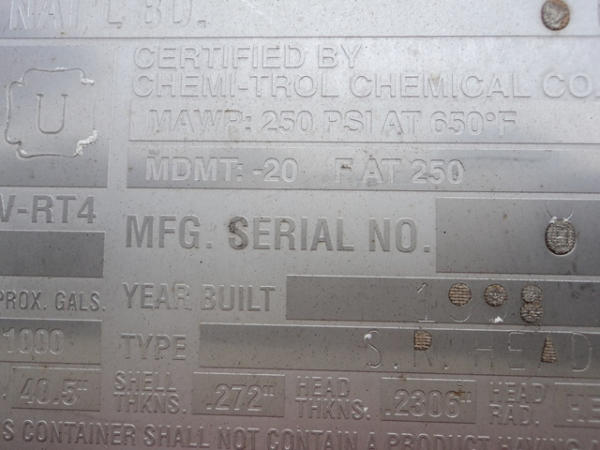 NAT'L BD.
U
CERTIFIED BY
CHEMI-TROL CHEMICAL CO.
MAWP: 250 PSI AT 650°F
MDMT: -20 F AT 250
W-RT4
MFG. SERIAL NO.
PROX. GALS.
YEAR BUILT
1000
TYPE S.R. HEAD
40.5" SHELL THKNS. .272" HEAD THKNS. .2306" HEAD RAD. HE
S CONTAINER SHALL NOT CONTAIN A PRODUCT HAVING A